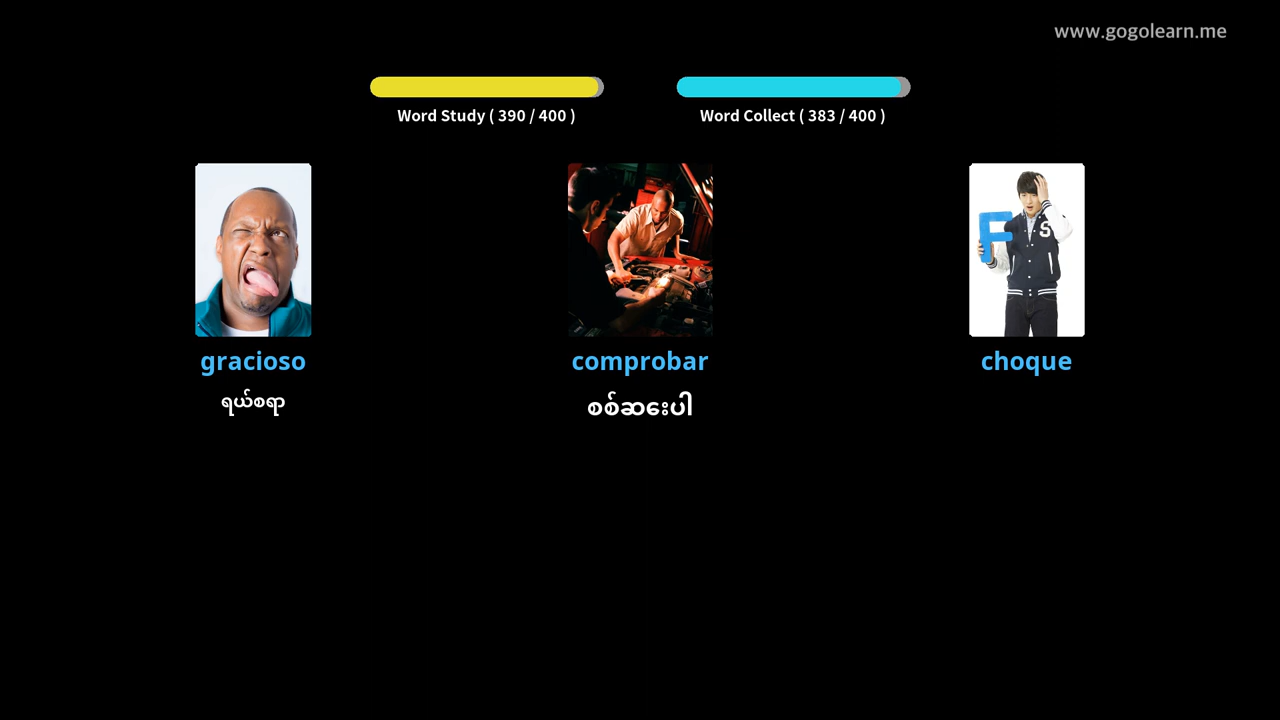 www.gogolearn.me
Word Study ( 390 / 400 )
Word Collect ( 383 / 400 )
F
S
gracioso
comprobar
choque
ရယ်စရာ
စစ်ဆေးပါ